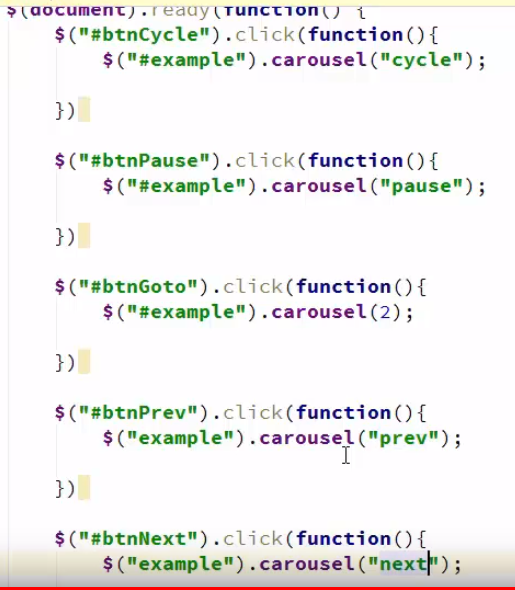 $(document).ready(function() {
$("#btnCycle").click(function(){
$("#example").carousel("cycle");
})
$("#btnPause").click(function(){
$("#example").carousel("pause");
})
$("#btnGoto").click(function(){
$("#example").carousel(2);
})
$("#btnPrev").click(function(){
$("example").carousel("prev");
})
$("#btnNext").click(function(){
$("example").carousel("next");